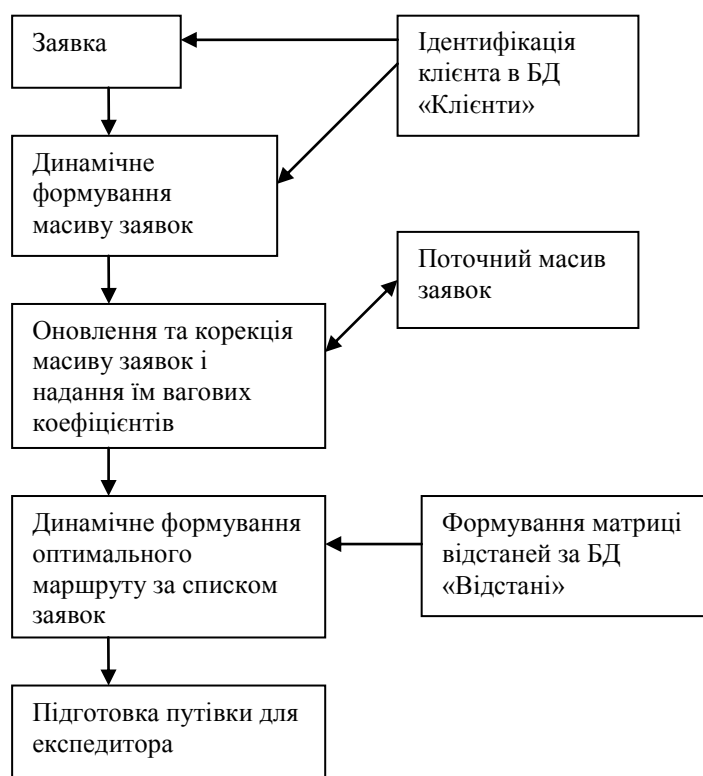 Заявка
Ідентифікація
клієнта в БД
«Клієнти»
Динамічне
формування
масиву заявок
Поточний масив
заявок
Оновлення та корекція
масиву заявок і
надання їм вагових
коефіцієнтів
Динамічне формування
оптимального
маршруту за списком
заявок
Формування матриці
відстаней за БД
«Відстані»
Підготовка путівки для
експедитора